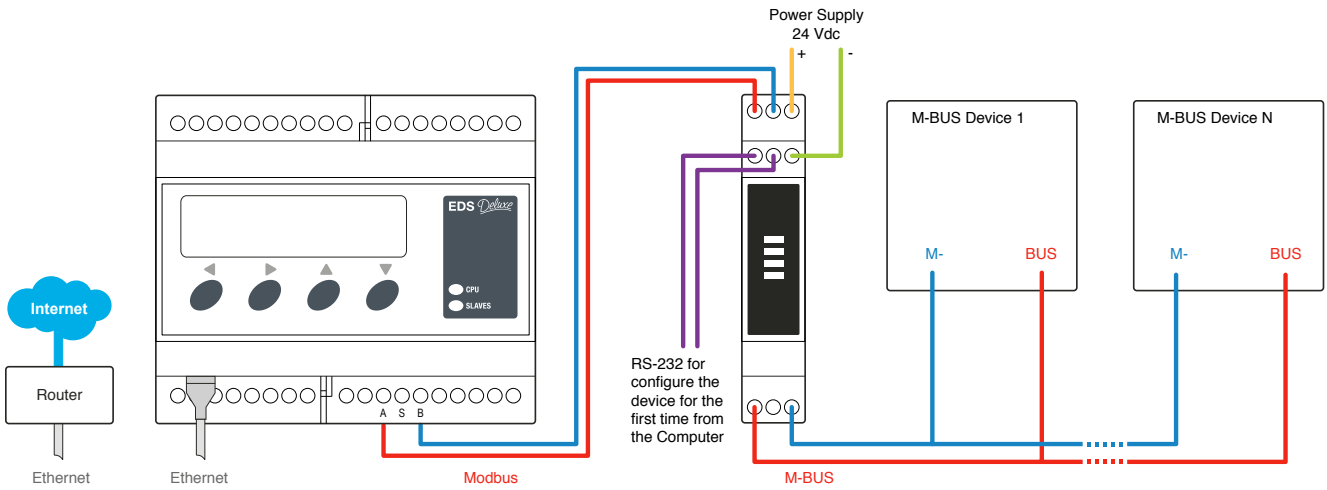 Power Supply
24 Vdc
+ -
M-BUS Device 1
M-BUS Device N
EDS Deluxe
CPU
SLAVES
M- BUS
M- BUS
Internet
Router
RS-232 for
configure the
device for the
first time from
the Computer
A S B
Ethernet
Ethernet
Modbus
M-BUS